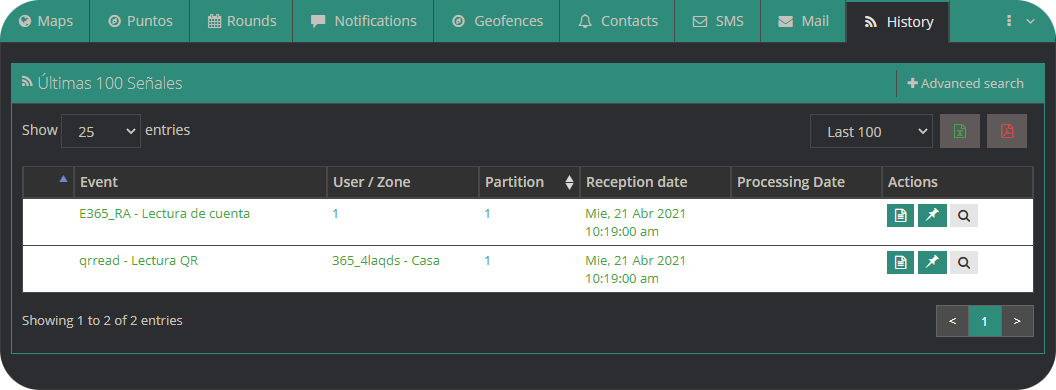 Maps Puntos Rounds Notifications Geofences Contacts SMS Mail History
Últimas 100 Señales + Advanced search
Show 25 entries Last 100
Event User / Zone Partition Reception date Processing Date Actions
E365_RA - Lectura de cuenta 1 1 Mie, 21 Abr 2021
10:19:00 am
qrread - Lectura QR 365_4laqds - Casa 1 Mie, 21 Abr 2021
10:19:00 am
Showing 1 to 2 of 2 entries < 1 >